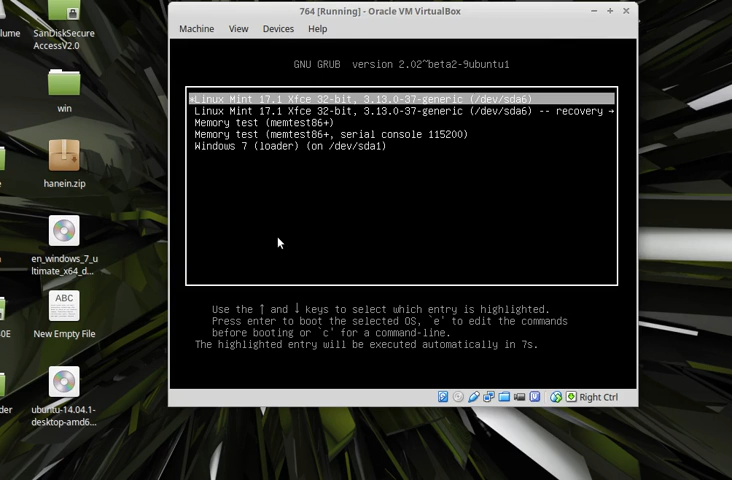 lume
SanDiskSecure
AccessV2.0
win
hanein.zip
en_windows_7_u
ltimate_x64_d...
ABC
New Empty File
0E
der
ubuntu-14.04.1-
desktop-amd6...
764 [Running] - Oracle VM VirtualBox
Machine View Devices Help
GNU GRUB version 2.02~beta2-9ubuntu1
*Linux Mint 17.1 Xfce 32-bit, 3.13.0-37-generic (/dev/sda6)
Linux Mint 17.1 Xfce 32-bit, 3.13.0-37-generic (/dev/sda6) -- recovery →
Memory test (memtest86+)
Memory test (memtest86+, serial console 115200)
Windows 7 (loader) (on /dev/sda1)
Use the ↑ and ↓ keys to select which entry is highlighted.
Press enter to boot the selected OS, `e' to edit the commands
before booting or `c' for a command-line.
The highlighted entry will be executed automatically in 7s.
Right Ctrl